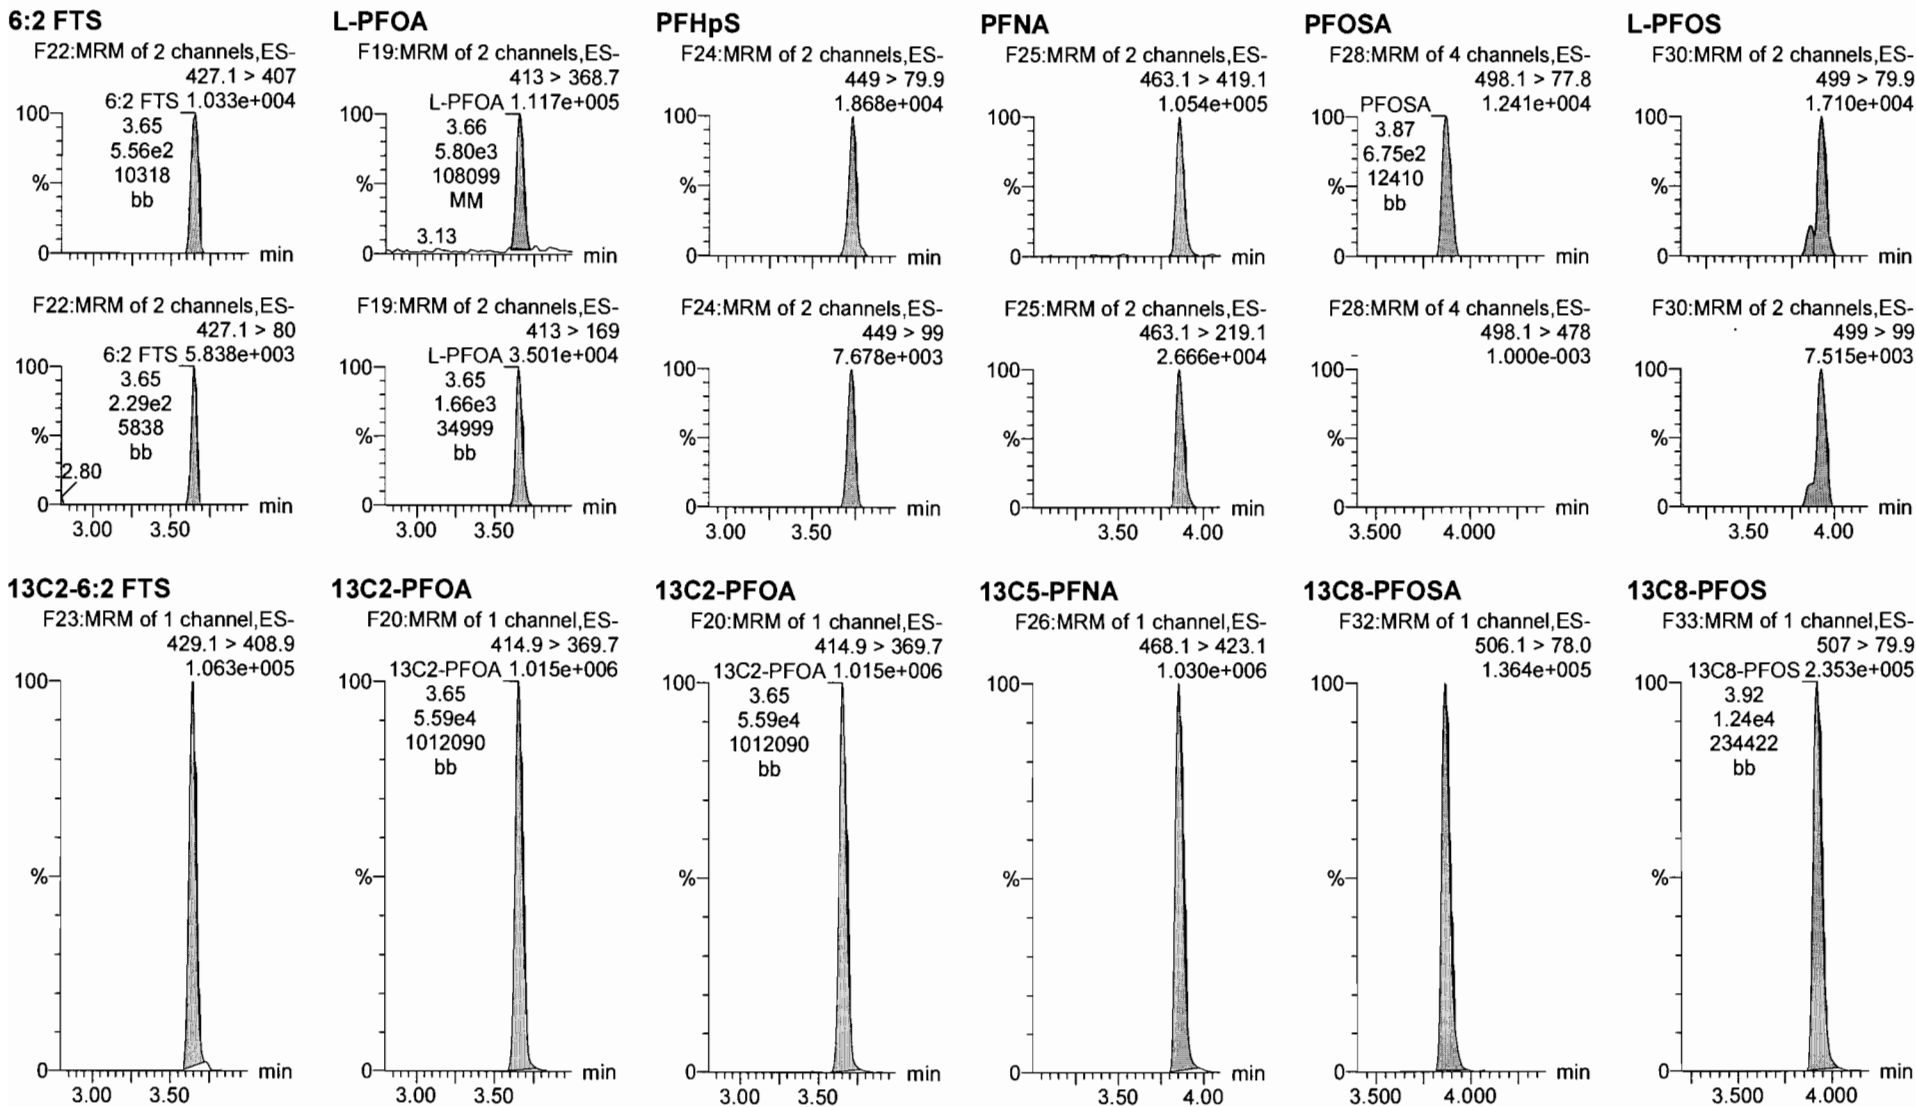 6:2 FTS
F22:MRM of 2 channels,ES-
427.1 > 407
6:2 FTS 1.033e+004
100
3.65
5.56e2
10318
bb
%
0
min
L-PFOA
F19:MRM of 2 channels,ES-
413 > 368.7
L-PFOA 1.117e+005
100
3.66
5.80e3
108099
MM
%
3.13
0
min
PFHpS
F24:MRM of 2 channels,ES-
449 > 79.9
1.868e+004
100
%
0
min
PFNA
F25:MRM of 2 channels,ES-
463.1 > 419.1
1.054e+005
100
%
0
min
PFOSA
F28:MRM of 4 channels,ES-
498.1 > 77.8
1.241e+004
PFOSA
100
3.87
6.75e2
12410
bb
%
0
min
L-PFOS
F30:MRM of 2 channels,ES-
499 > 79.9
1.710e+004
100
%
0
min
F22:MRM of 2 channels,ES-
427.1 > 80
6:2 FTS 5.838e+003
100
3.65
2.29e2
5838
bb
%
2.80
0
min
3.00 3.50
F19:MRM of 2 channels,ES-
413 > 169
L-PFOA 3.501e+004
100
3.65
1.66e3
34999
bb
%
0
min
3.00 3.50
F24:MRM of 2 channels,ES-
449 > 99
7.678e+003
100
%
0
min
3.00 3.50
F25:MRM of 2 channels,ES-
463.1 > 219.1
2.666e+004
100
%
0
min
3.50 4.00
F28:MRM of 4 channels,ES-
498.1 > 478
1.000e-003
100
%
0
min
3.500 4.000
F30:MRM of 2 channels,ES-
499 > 99
7.515e+003
100
%
0
min
3.50 4.00
13C2-6:2 FTS
F23:MRM of 1 channel,ES-
429.1 > 408.9
1.063e+005
100
%
0
min
3.00 3.50
13C2-PFOA
F20:MRM of 1 channel,ES-
414.9 > 369.7
13C2-PFOA 1.015e+006
100
3.65
5.59e4
1012090
bb
%
0
min
3.00 3.50
13C2-PFOA
F20:MRM of 1 channel,ES-
414.9 > 369.7
13C2-PFOA 1.015e+006
100
3.65
5.59e4
1012090
bb
%
0
min
3.00 3.50
13C5-PFNA
F26:MRM of 1 channel,ES-
468.1 > 423.1
1.030e+006
100
%
0
min
3.50 4.00
13C8-PFOSA
F32:MRM of 1 channel,ES-
506.1 > 78.0
1.364e+005
100
%
0
min
3.500 4.000
13C8-PFOS
F33:MRM of 1 channel,ES-
507 > 79.9
13C8-PFOS 2.353e+005
100
3.92
1.24e4
234422
bb
%
0
min
3.500 4.000